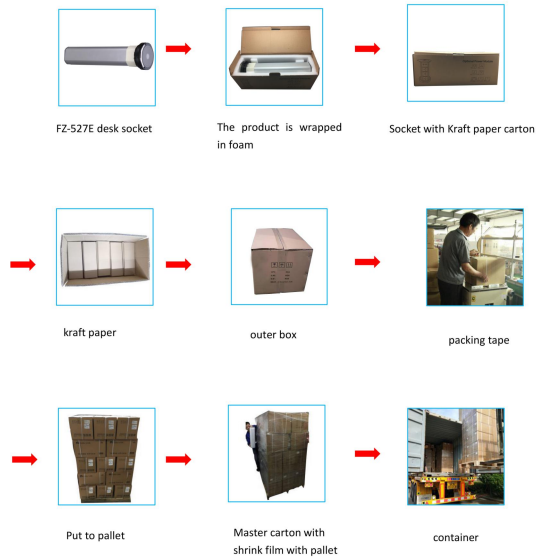 FZ-527E desk socket
The product is wrapped
in foam
Socket with Kraft paper carton
kraft paper
outer box
packing tape
Put to pallet
Master carton with
shrink film with pallet
container